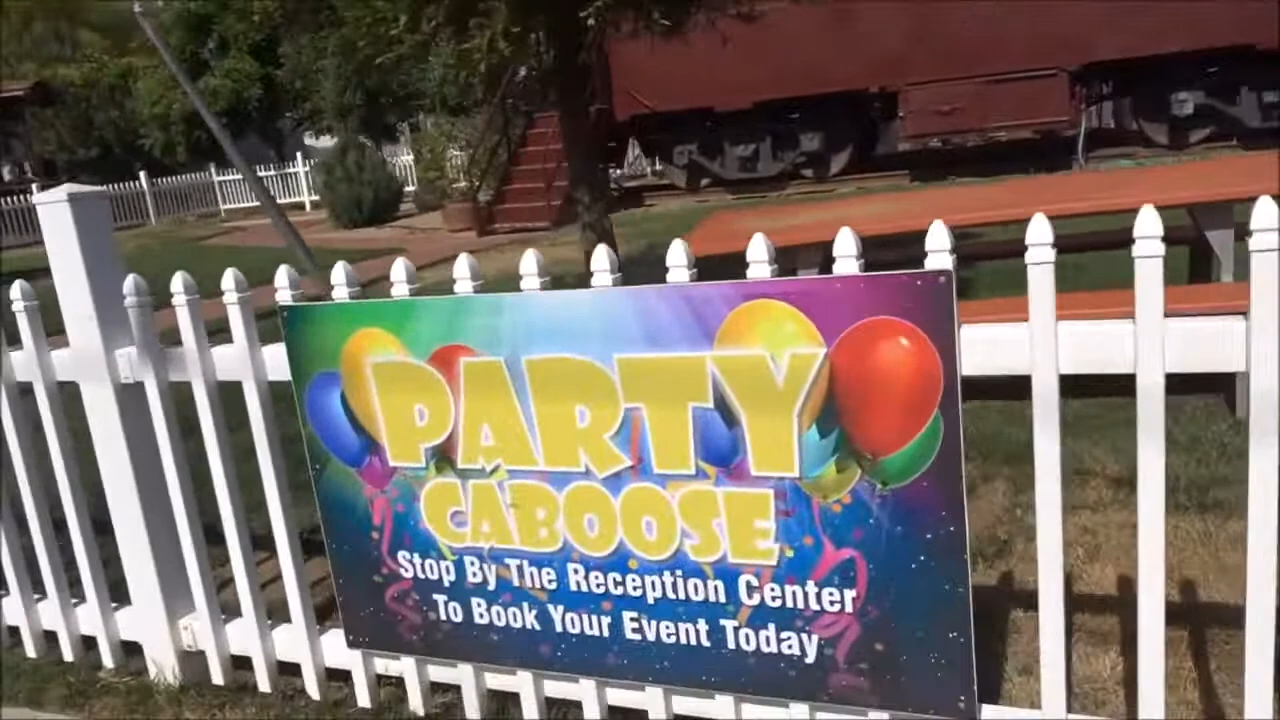 PARTY
CABOOSE
Stop By The Reception Center
To Book Your Event Today